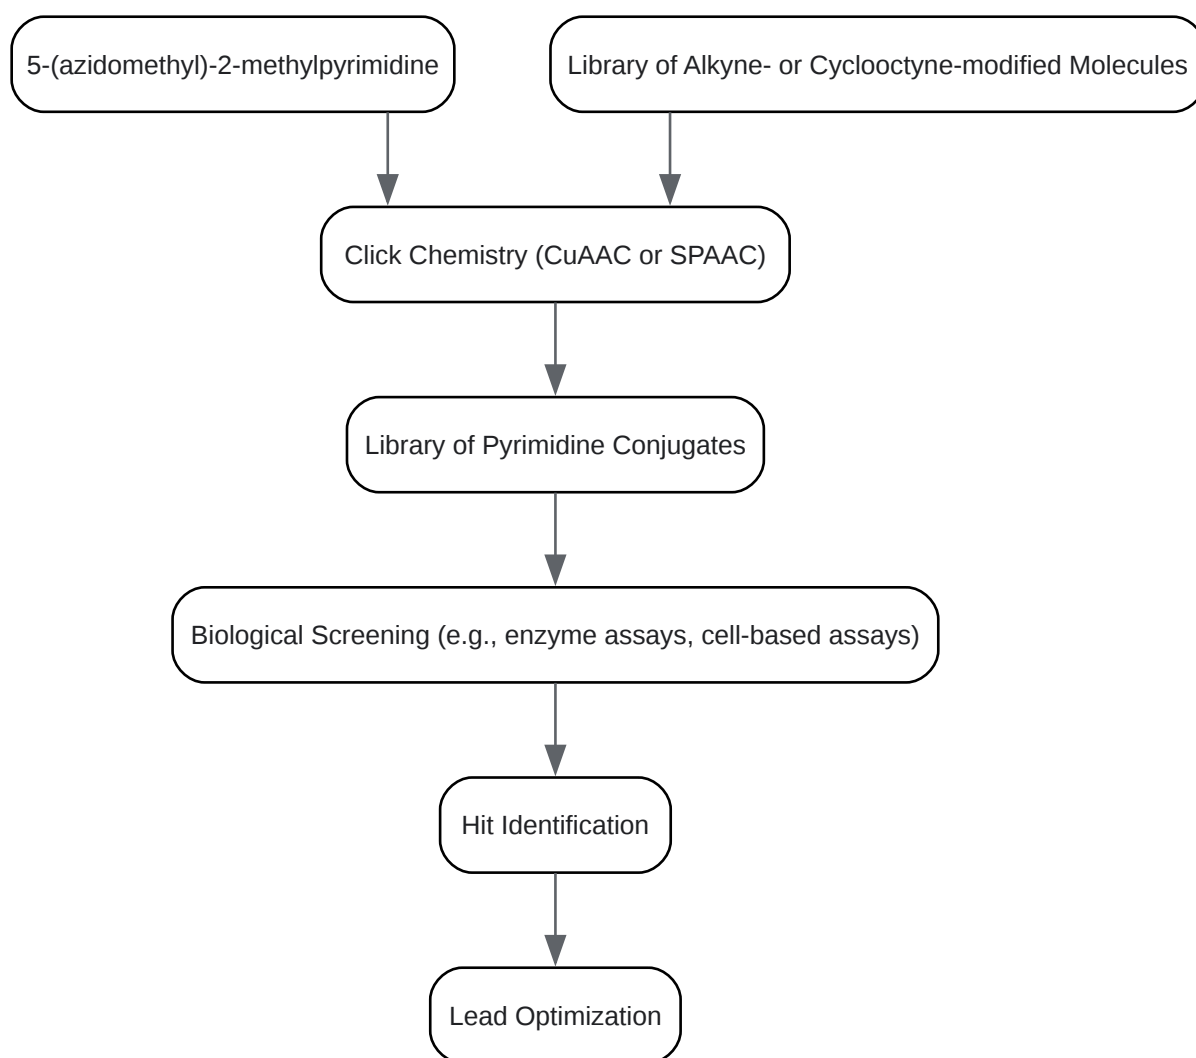 5-(azidomethyl)-2-methylpyrimidine
Library of Alkyne- or Cyclooctyne-modified Molecules
Click Chemistry (CuAAC or SPAAC)
Library of Pyrimidine Conjugates
Biological Screening (e.g., enzyme assays, cell-based assays)
Hit Identification
Lead Optimization